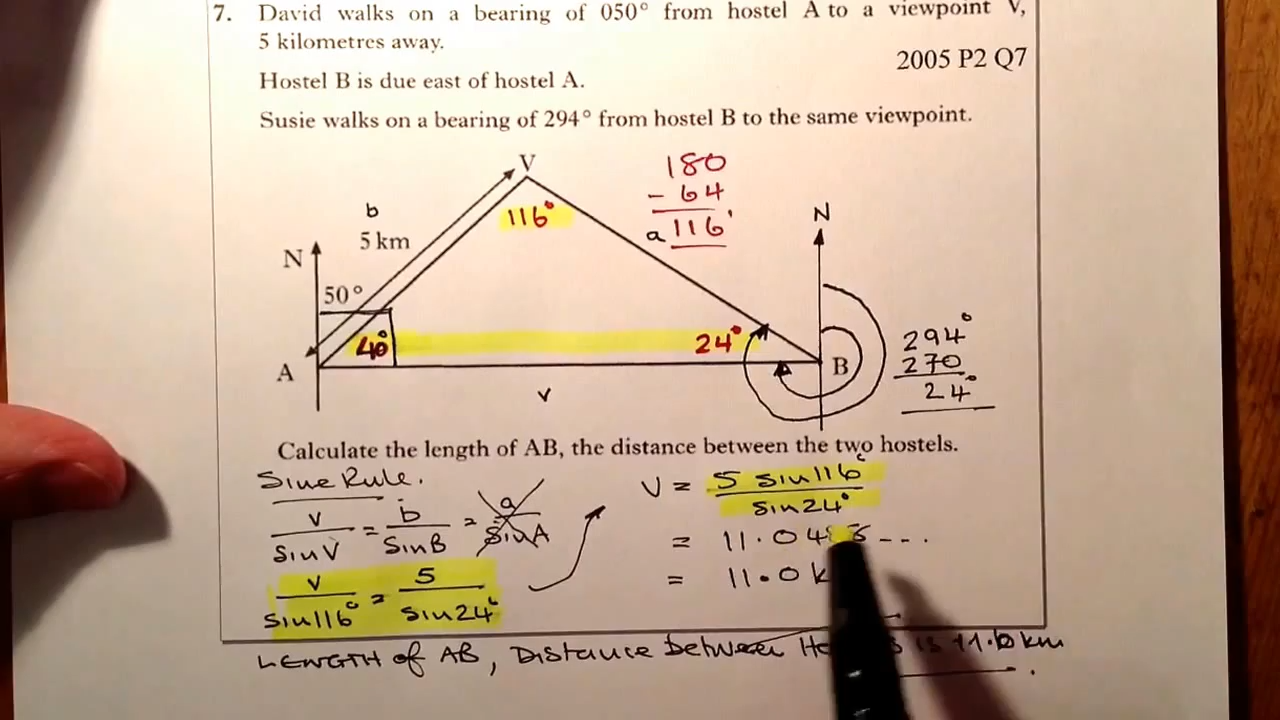 7. David walks on a bearing of 050° from hostel A to a viewpoint V,
5 kilometres away.
2005 P2 Q7
Hostel B is due east of hostel A.
Susie walks on a bearing of 294° from hostel B to the same viewpoint.
V
180
- 64
116
116°
a
b
5 km
N
N
50°
40°
24°
A
B
v
294°
270
24°
Calculate the length of AB, the distance between the two hostels.
Sine Rule.
v/sinV = b/sinB = a/sinA
v/sin116° = 5/sin24°
V = 5 sin116°/sin24°
= 11.04
= 11.0
LENGTH of AB, Distance between is 11.0 km.